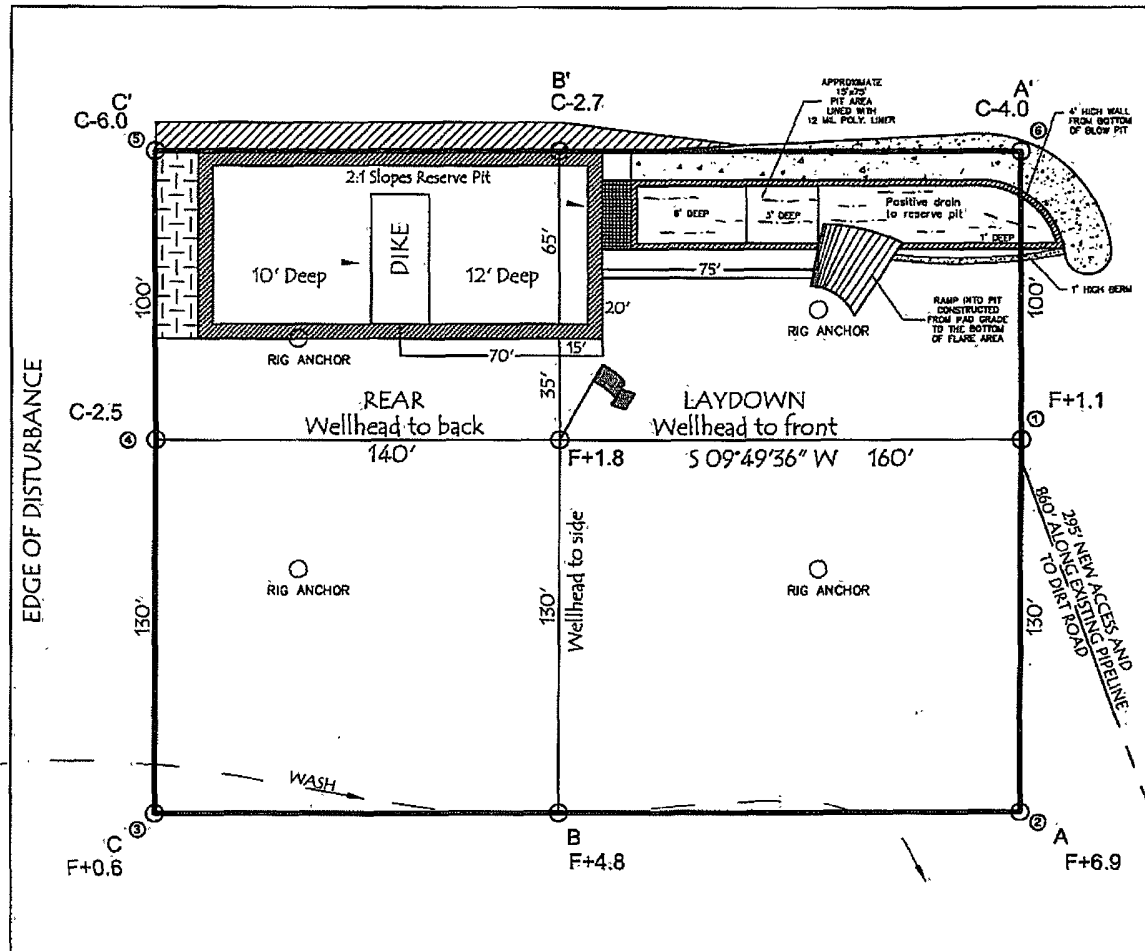 C'
C-6.0
⑤
B'
C-2.7
APPROXIMATE
15'x75'
PIT AREA
LINED WITH
12 MIL. POLY. LINER
A'
C-4.0
⑥
4' HIGH WALL
FROM BOTTOM
OF BLOW PIT
2:1 Slopes Reserve Pit
10' Deep
DIKE
12' Deep
65'
5' DEEP
Positive drain
to reserve pit
1' DEEP
75'
20'
100'
100'
1' HIGH BERM
RAMP INTO PIT
CONSTRUCTED
FROM PAD GRADE
TO THE BOTTOM
OF FLARE AREA
RIG ANCHOR
RIG ANCHOR
70'
15'
35'
EDGE OF DISTURBANCE
C-2.5
④
REAR
Wellhead to back
140'
LAYDOWN
Wellhead to front
S 09°49'36" W 160'
F+1.8
F+1.1
①
295' NEW ACCESS AND
860' ALONG EXISTING PIPELINE
TO DIRT ROAD
RIG ANCHOR
RIG ANCHOR
130'
130'
Wellhead to side
130'
WASH
③
C
F+0.6
B
F+4.8
②
A
F+6.9